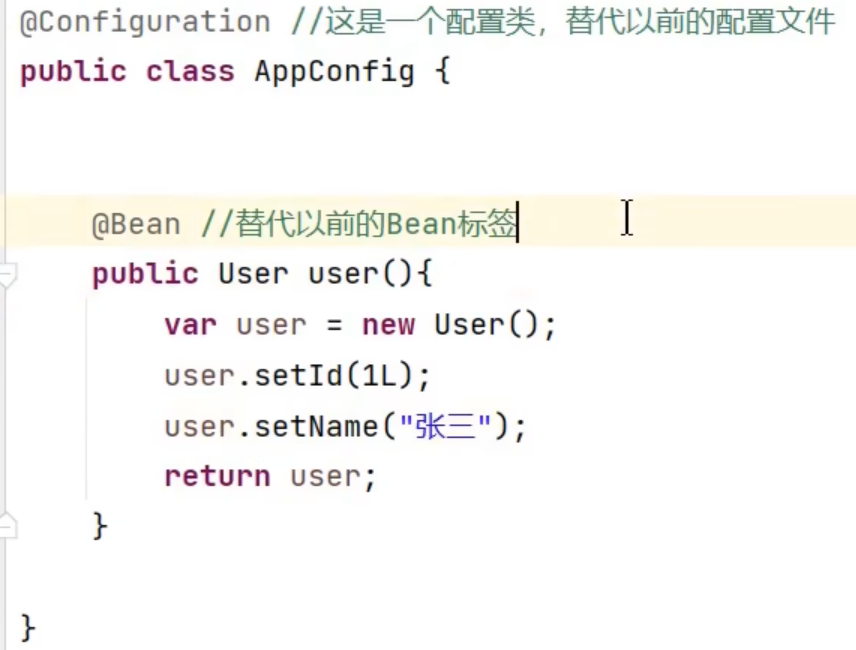 @Configuration //这是一个配置类，替代以前的配置文件
public class AppConfig {
@Bean //替代以前的Bean标签
public User user(){
var user = new User();
user.setId(1L);
user.setName("张三");
return user;
}
}